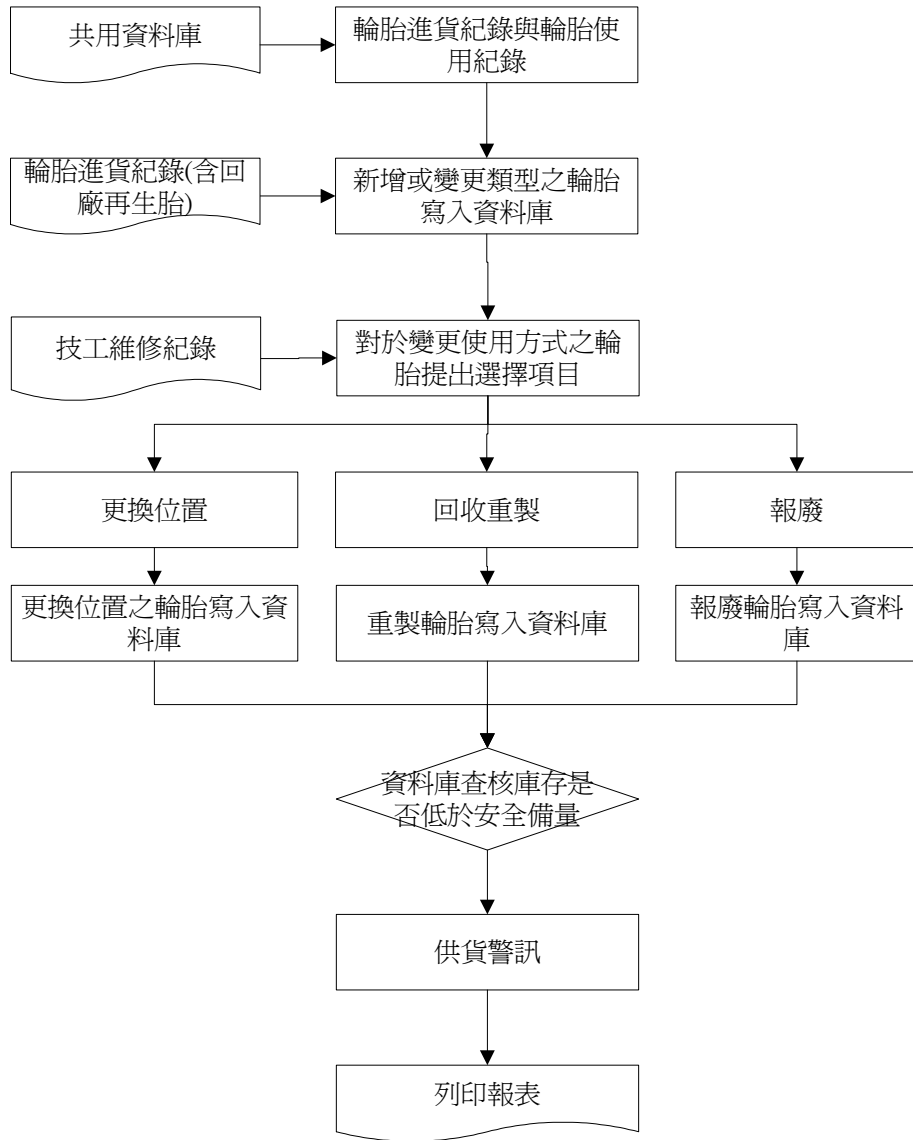 共用資料庫
輪胎進貨紀錄與輪胎使
用紀錄
輪胎進貨紀錄(含回
廠再生胎)
新增或變更類型之輪胎
寫入資料庫
技工維修紀錄
對於變更使用方式之輪
胎提出選擇項目
更換位置
回收重製
報廢
更換位置之輪胎寫入資
料庫
重製輪胎寫入資料庫
報廢輪胎寫入資料
庫
資料庫查核庫存是
否低於安全備量
供貨警訊
列印報表